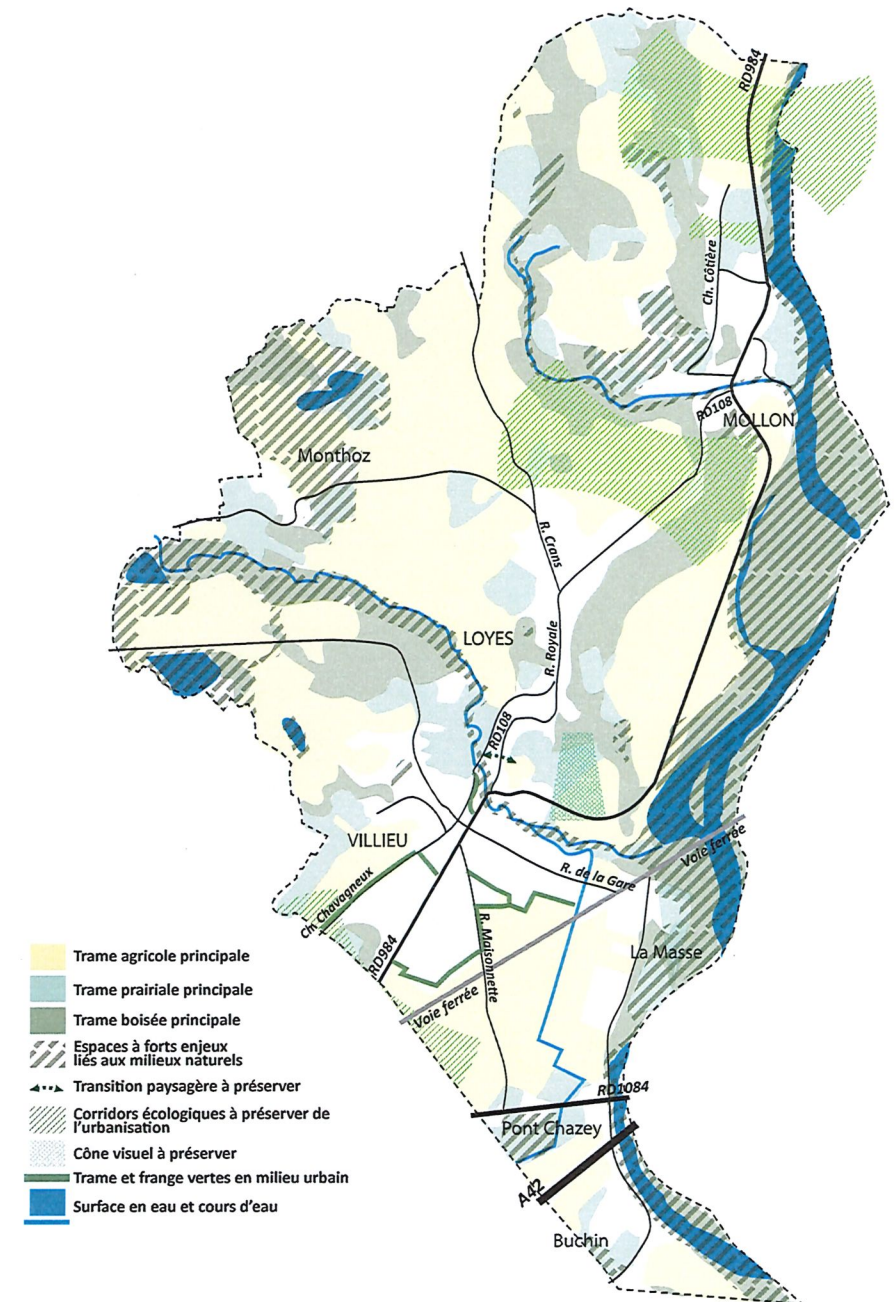 RD984
Ch. Côtière
RD108
MOLLON
Monthoz
R. Crans
LOYES
R. Royale
RD108
VILLIEU
Voie ferrée
R. de la Gare
Ch. Chavagneux
R. Maisonnette
La Masse
RD984
Voie ferrée
RD1084
Pont Chazey
A42
Buchin
Trame agricole principale
Trame prairiale principale
Trame boisée principale
Espaces à forts enjeux
liés aux milieux naturels
Transition paysagère à préserver
Corridors écologiques à préserver de
l'urbanisation
Cône visuel à préserver
Trame et frange vertes en milieu urbain
Surface en eau et cours d'eau